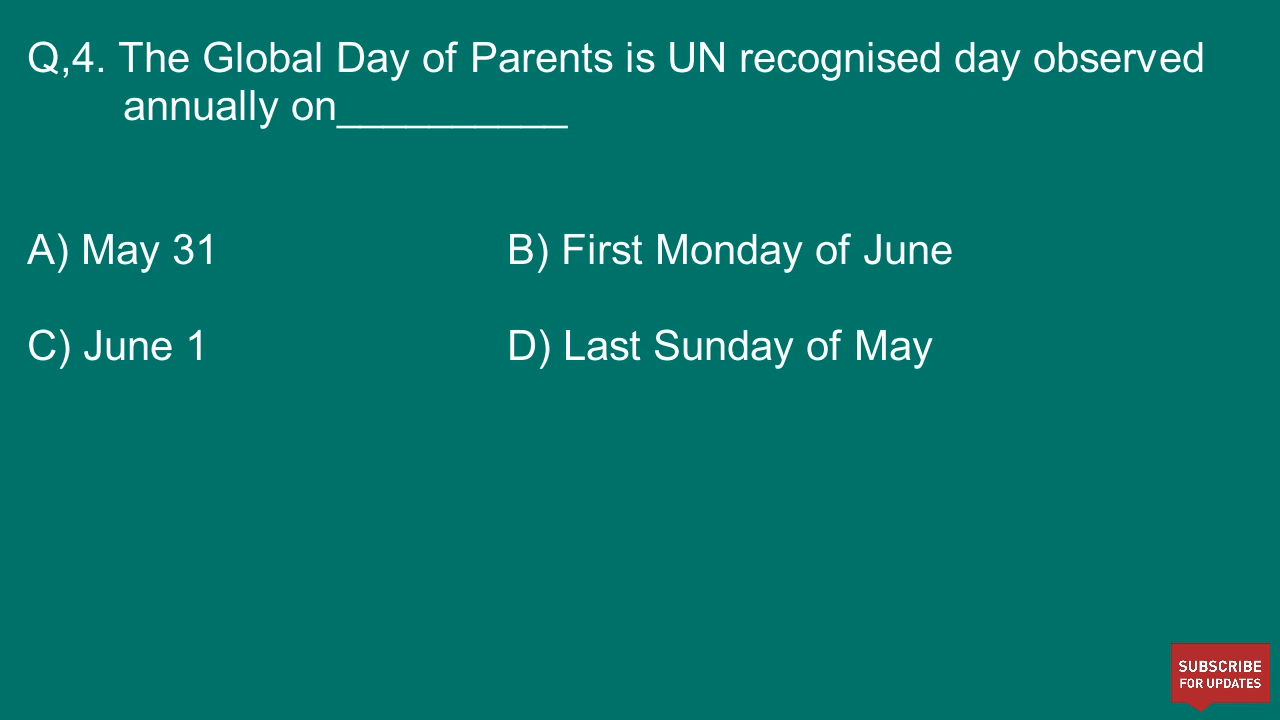 Q,4. The Global Day of Parents is UN recognised day observed
annually on__________
A) May 31 B) First Monday of June
C) June 1 D) Last Sunday of May
SUBSCRIBE
FOR UPDATES